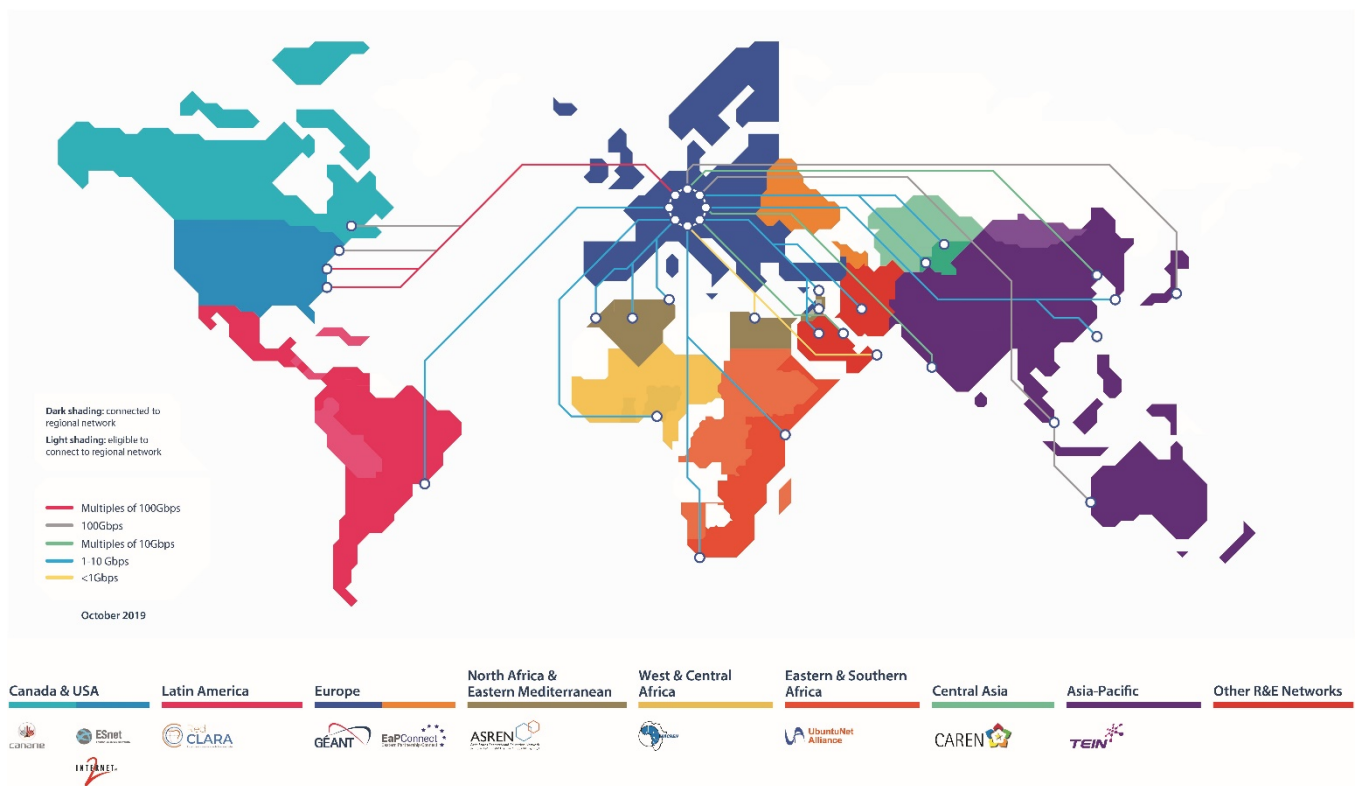 Dark shading: connected to
regional network
Light shading: eligible to
connect to regional network
Multiples of 100Gbps
100Gbps
Multiples of 10Gbps
1-10 Gbps
<1Gbps
October 2019
Canada & USA
Latin America
Europe
North Africa &
Eastern Mediterranean
West & Central
Africa
Eastern & Southern
Africa
Central Asia
Asia-Pacific
Other R&E Networks
canarie
ESnet
INTERNET
2
Red
CLARA
GÉANT
EaPConnect
ASREN
UbuntuNet
Alliance
CAREN
TEIN